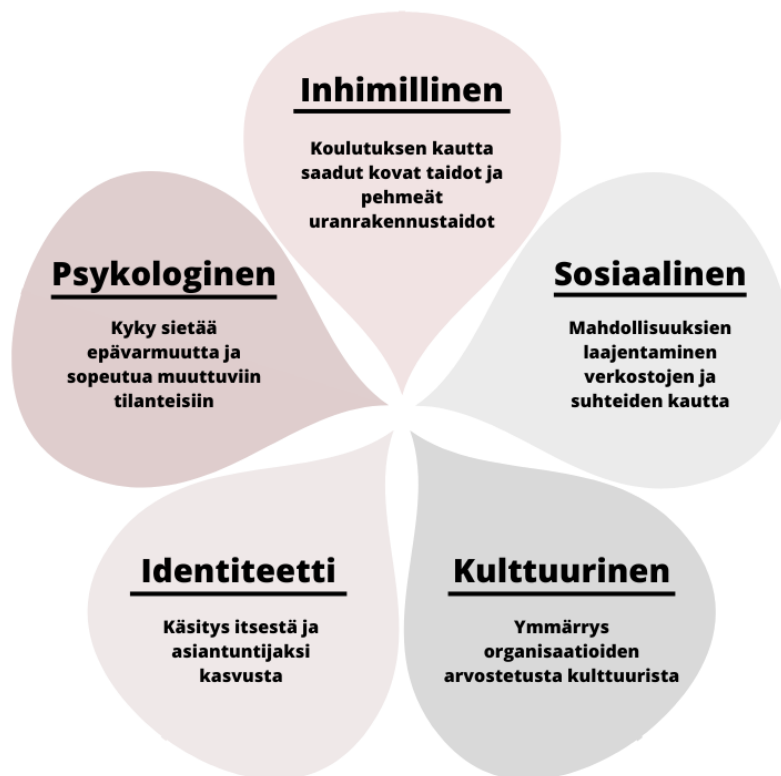 Inhimillinen
Koulutuksen kautta
saadut kovat taidot ja
pehmeät
uranrakennustaidot
Psykologinen
Kyky sietää
epävarmuutta ja
sopeutua muuttuviin
tilanteisiin
Sosiaalinen
Mahdollisuuksien
laajentaminen
verkostojen ja
suhteiden kautta
Identiteetti
Käsitys itsestä ja
asiantuntijaksi
kasvusta
Kulttuurinen
Ymmärrys
organisaatioiden
arvostetusta kulttuurista